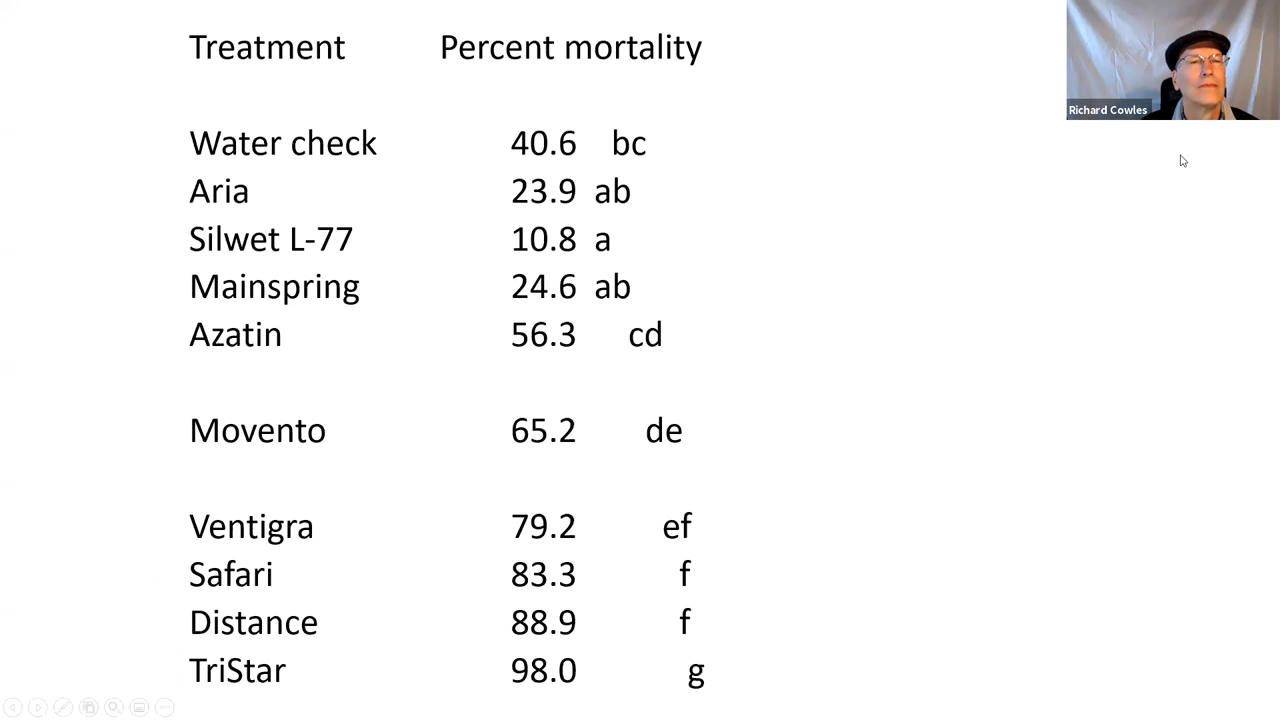 Treatment Percent mortality
Water check 40.6 bc
Aria 23.9 ab
Silwet L-77 10.8 a
Mainspring 24.6 ab
Azatin 56.3 cd
Movento 65.2 de
Ventigra 79.2 ef
Safari 83.3 f
Distance 88.9 f
TriStar 98.0 g
Richard Cowles